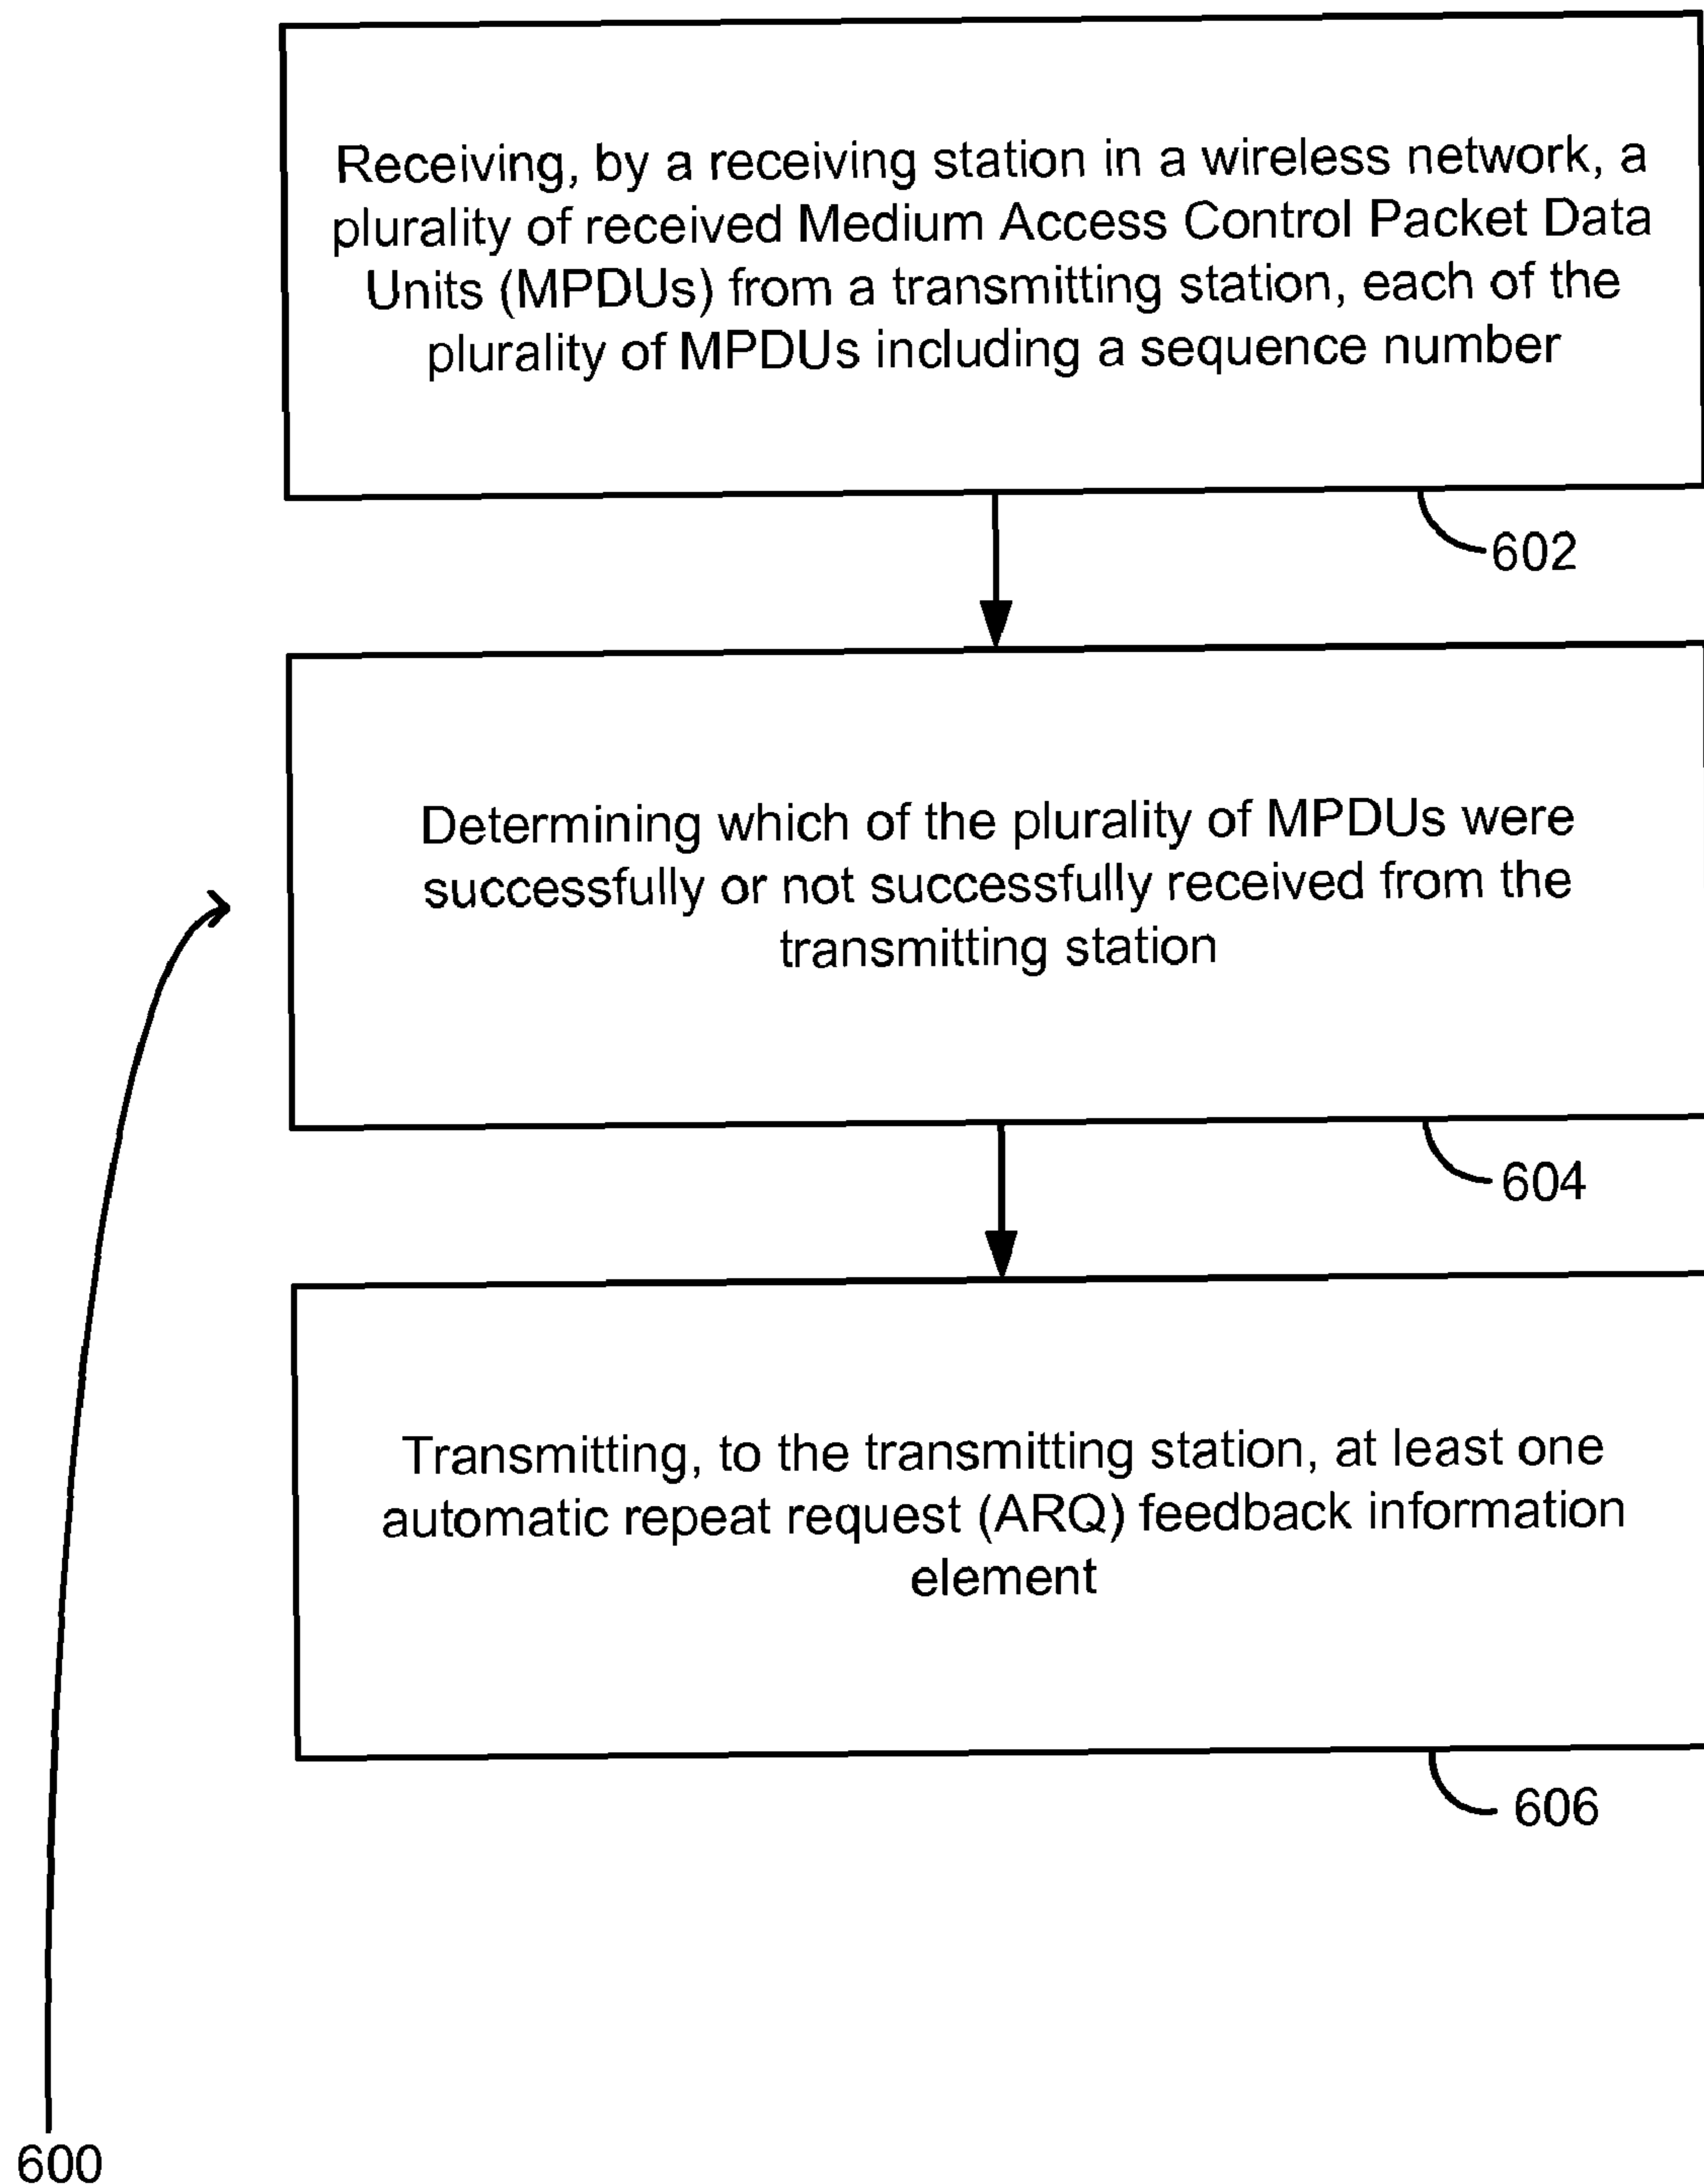 Receiving, by a receiving station in a wireless network, a
plurality of received Medium Access Control Packet Data
Units (MPDUs) from a transmitting station, each of the
plurality of MPDUs including a sequence number
602
Determining which of the plurality of MPDUs were
successfully or not successfully received from the
transmitting station
604
Transmitting, to the transmitting station, at least one
automatic repeat request (ARQ) feedback information
element
606
600